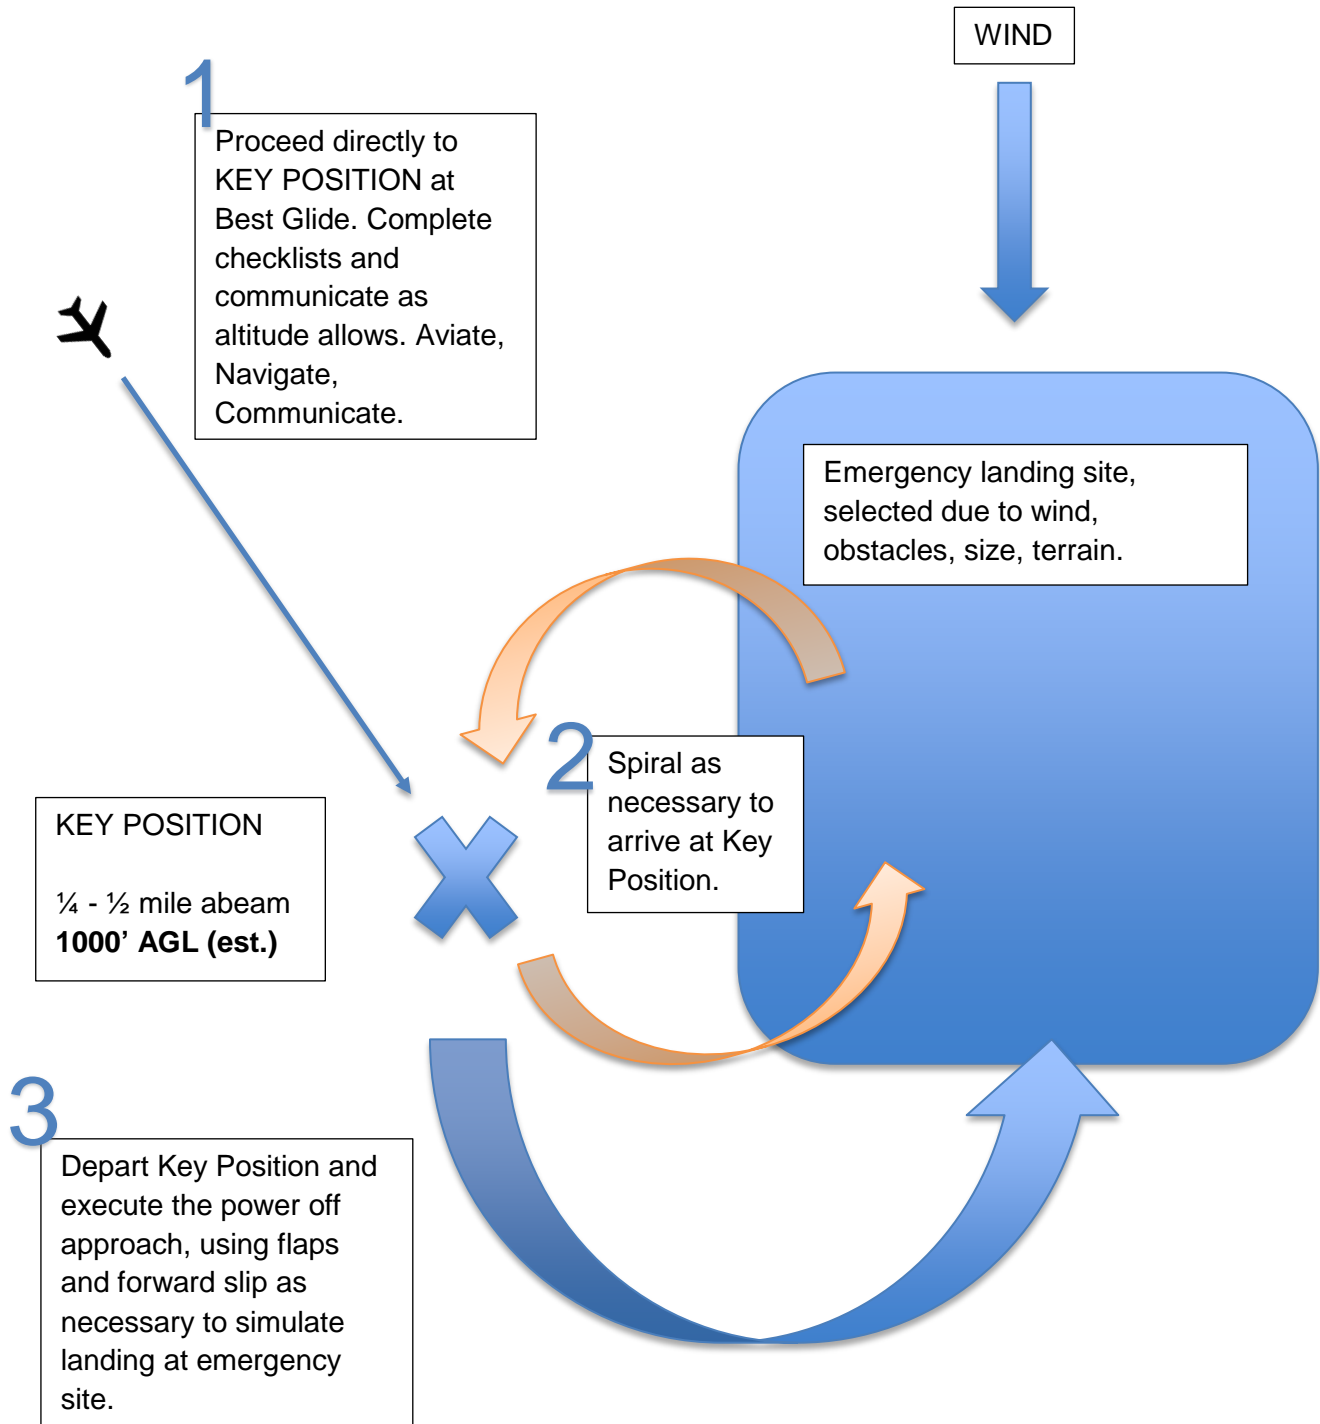 WIND
1
Proceed directly to
KEY POSITION at
Best Glide. Complete
checklists and
communicate as
altitude allows. Aviate,
Navigate,
Communicate.
Emergency landing site,
selected due to wind,
obstacles, size, terrain.
2
Spiral as
necessary to
arrive at Key
Position.
KEY POSITION
¼ - ½ mile abeam
1000’ AGL (est.)
3
Depart Key Position and
execute the power off
approach, using flaps
and forward slip as
necessary to simulate
landing at emergency
site.